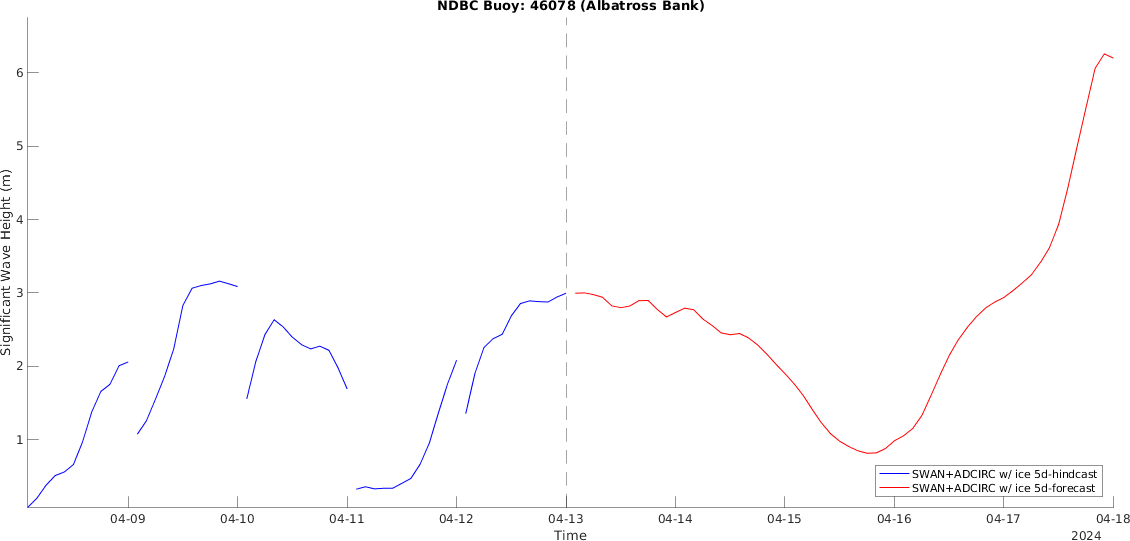 NDBC Buoy: 46078 (Albatross Bank)
Significant Wave Height (m)
6
5
4
3
2
1
SWAN+ADCIRC w/ ice 5d-hindcast
SWAN+ADCIRC w/ ice 5d-forecast
04-09 04-10 04-11 04-12 04-13 04-14 04-15 04-16 04-17 04-18
Time
2024